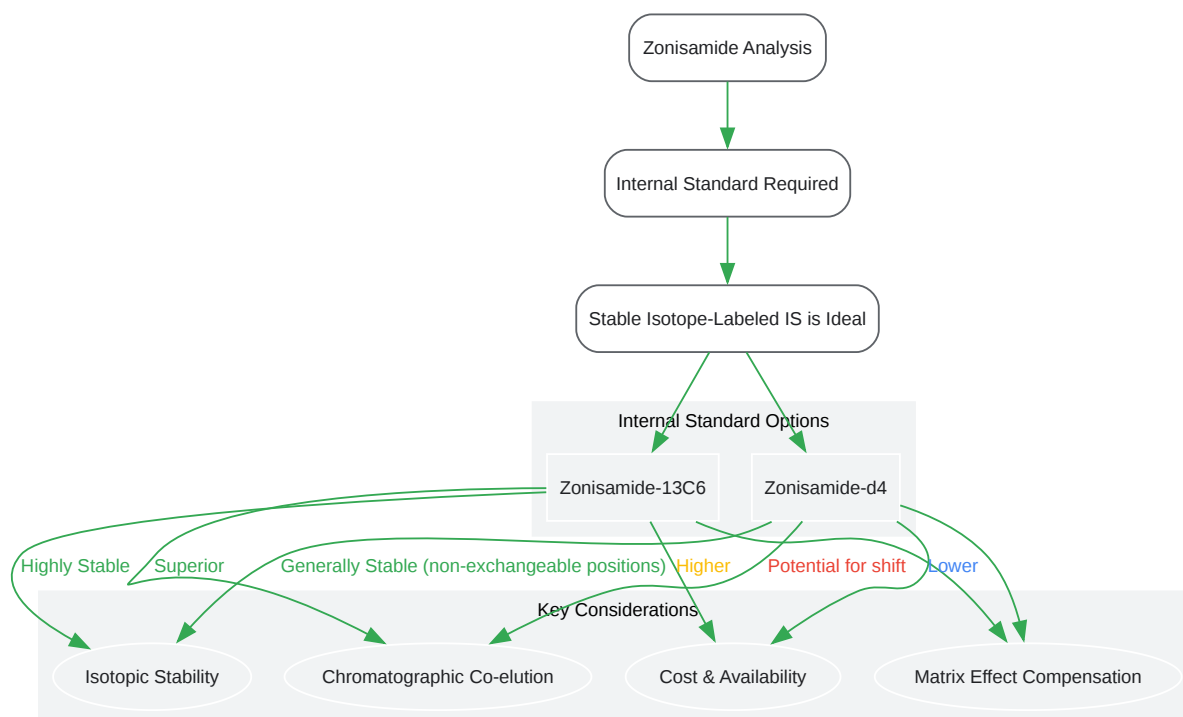 Zonisamide Analysis
Internal Standard Required
Stable Isotope-Labeled IS is Ideal
Internal Standard Options
Zonisamide-13C6
Zonisamide-d4
Highly Stable
Superior
Generally Stable (non-exchangeable positions)
Higher
Potential for shift
Lower
Key Considerations
Isotopic Stability
Chromatographic Co-elution
Cost & Availability
Matrix Effect Compensation